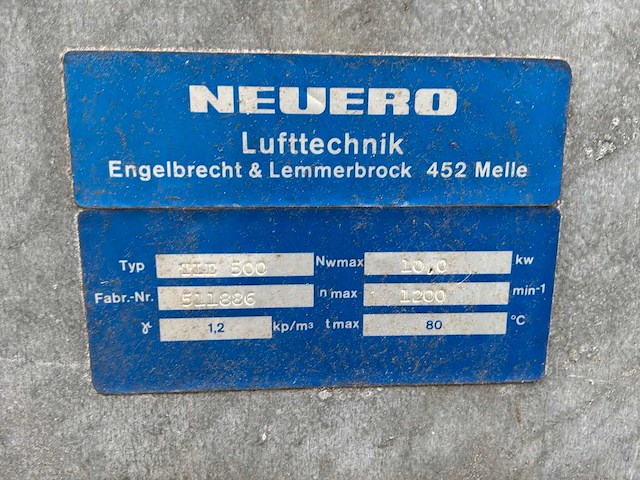 NEUERO
Lufttechnik
Engelbrecht & Lemmerbrock 452 Melle
Typ 500 Nwmax 10,0 kw
Fabr.-Nr. 511886 n max 1200 min-1
γ 1,2 kp/m³ t max 80 °C